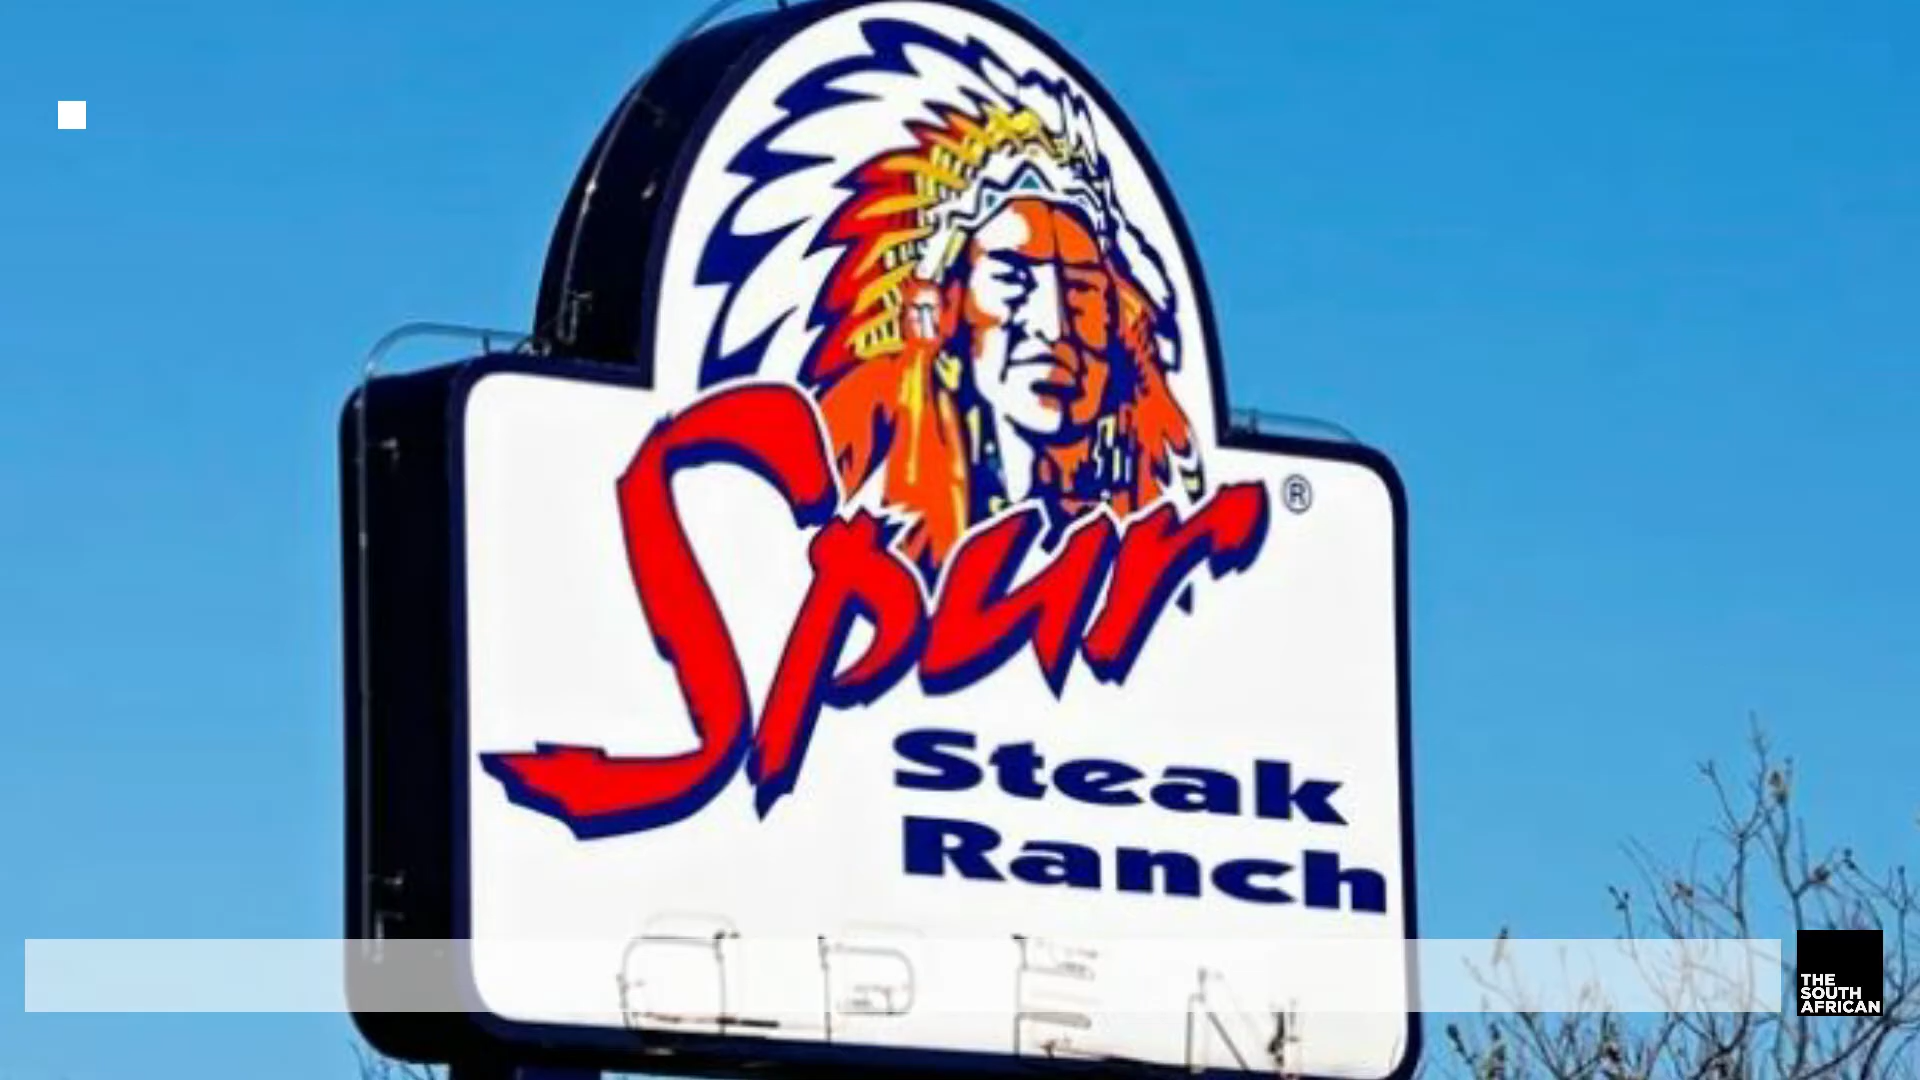 Spur ®
Steak
Ranch
OPEN
THE
SOUTH
AFRICAN